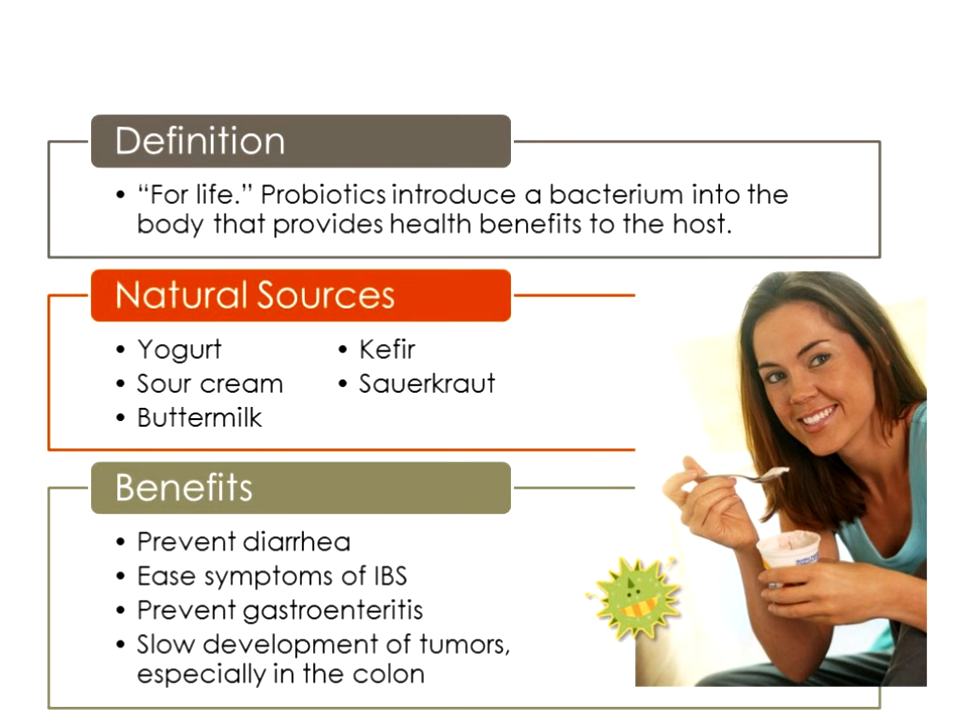 Definition
• “For life.” Probiotics introduce a bacterium into the
body that provides health benefits to the host.
Natural Sources
• Yogurt
• Sour cream
• Buttermilk
• Kefir
• Sauerkraut
Benefits
• Prevent diarrhea
• Ease symptoms of IBS
• Prevent gastroenteritis
• Slow development of tumors,
especially in the colon